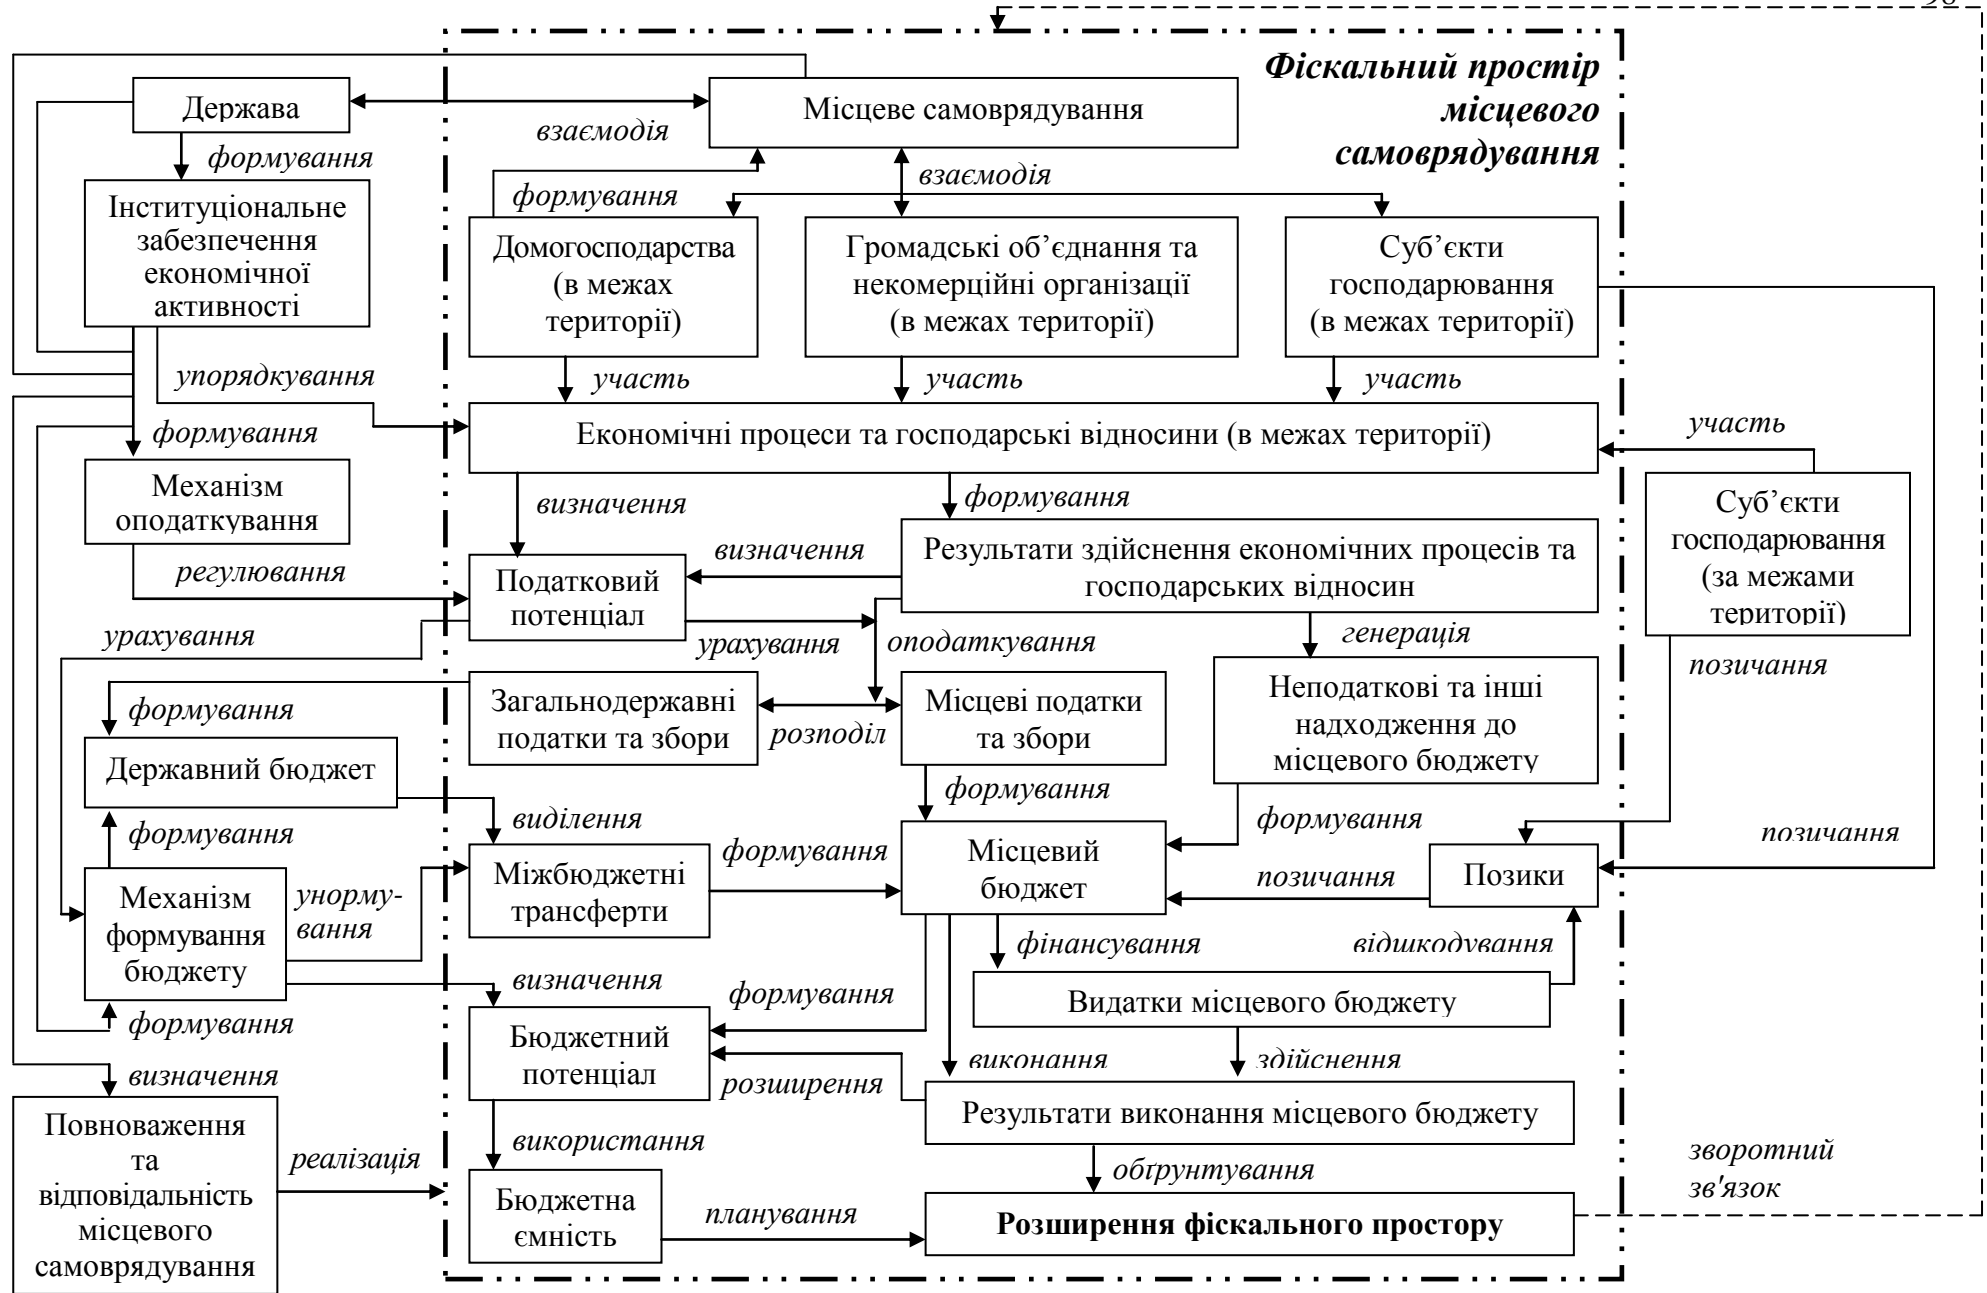 96
Фіскальний простір
місцевого
самоврядування
Держава
взаємодія
Місцеве самоврядування
формування
формування
взаємодія
Інституціональне
забезпечення
економічної
активності
Домогосподарства
(в межах
території)
Громадські об’єднання та
некомерційні організації
(в межах території)
Суб’єкти
господарювання
(в межах території)
упорядкування
участь
участь
участь
формування
Економічні процеси та господарські відносини (в межах території)
участь
Механізм
оподаткування
визначення
формування
Суб’єкти
господарювання
(за межами
території)
регулювання
Податковий
потенціал
визначення
Результати здійснення економічних процесів та
господарських відносин
урахування
урахування
оподаткування
генерація
позичання
формування
Загальнодержавні
податки та збори
розподіл
Місцеві податки
та збори
Неподаткові та інші
надходження до
місцевого бюджету
Державний бюджет
виділення
формування
формування
позичання
формування
Міжбюджетні
трансферти
формування
Місцевий
бюджет
позичання
Позики
Механізм
формування
бюджету
унорму-
вання
фінансування
відшкодування
визначення
формування
Видатки місцевого бюджету
формування
Бюджетний
потенціал
виконання
здійснення
визначення
розширення
Результати виконання місцевого бюджету
Повноваження
та
відповідальність
місцевого
самоврядування
реалізація
використання
обґрунтування
зворотний
зв'язок
Бюджетна
ємність
планування
Розширення фіскального простору